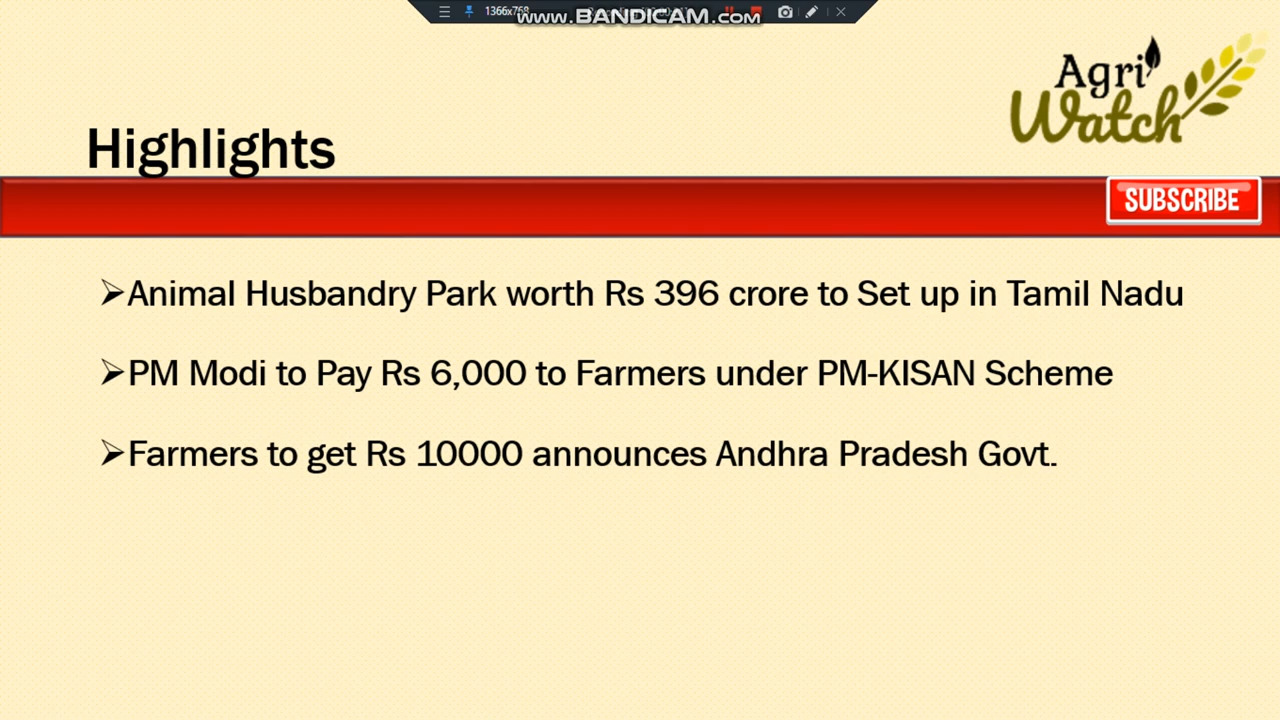 1366x768
www.BANDICAM.com
Agri
Watch
Highlights
SUBSCRIBE
➢Animal Husbandry Park worth Rs 396 crore to Set up in Tamil Nadu
➢PM Modi to Pay Rs 6,000 to Farmers under PM-KISAN Scheme
➢Farmers to get Rs 10000 announces Andhra Pradesh Govt.